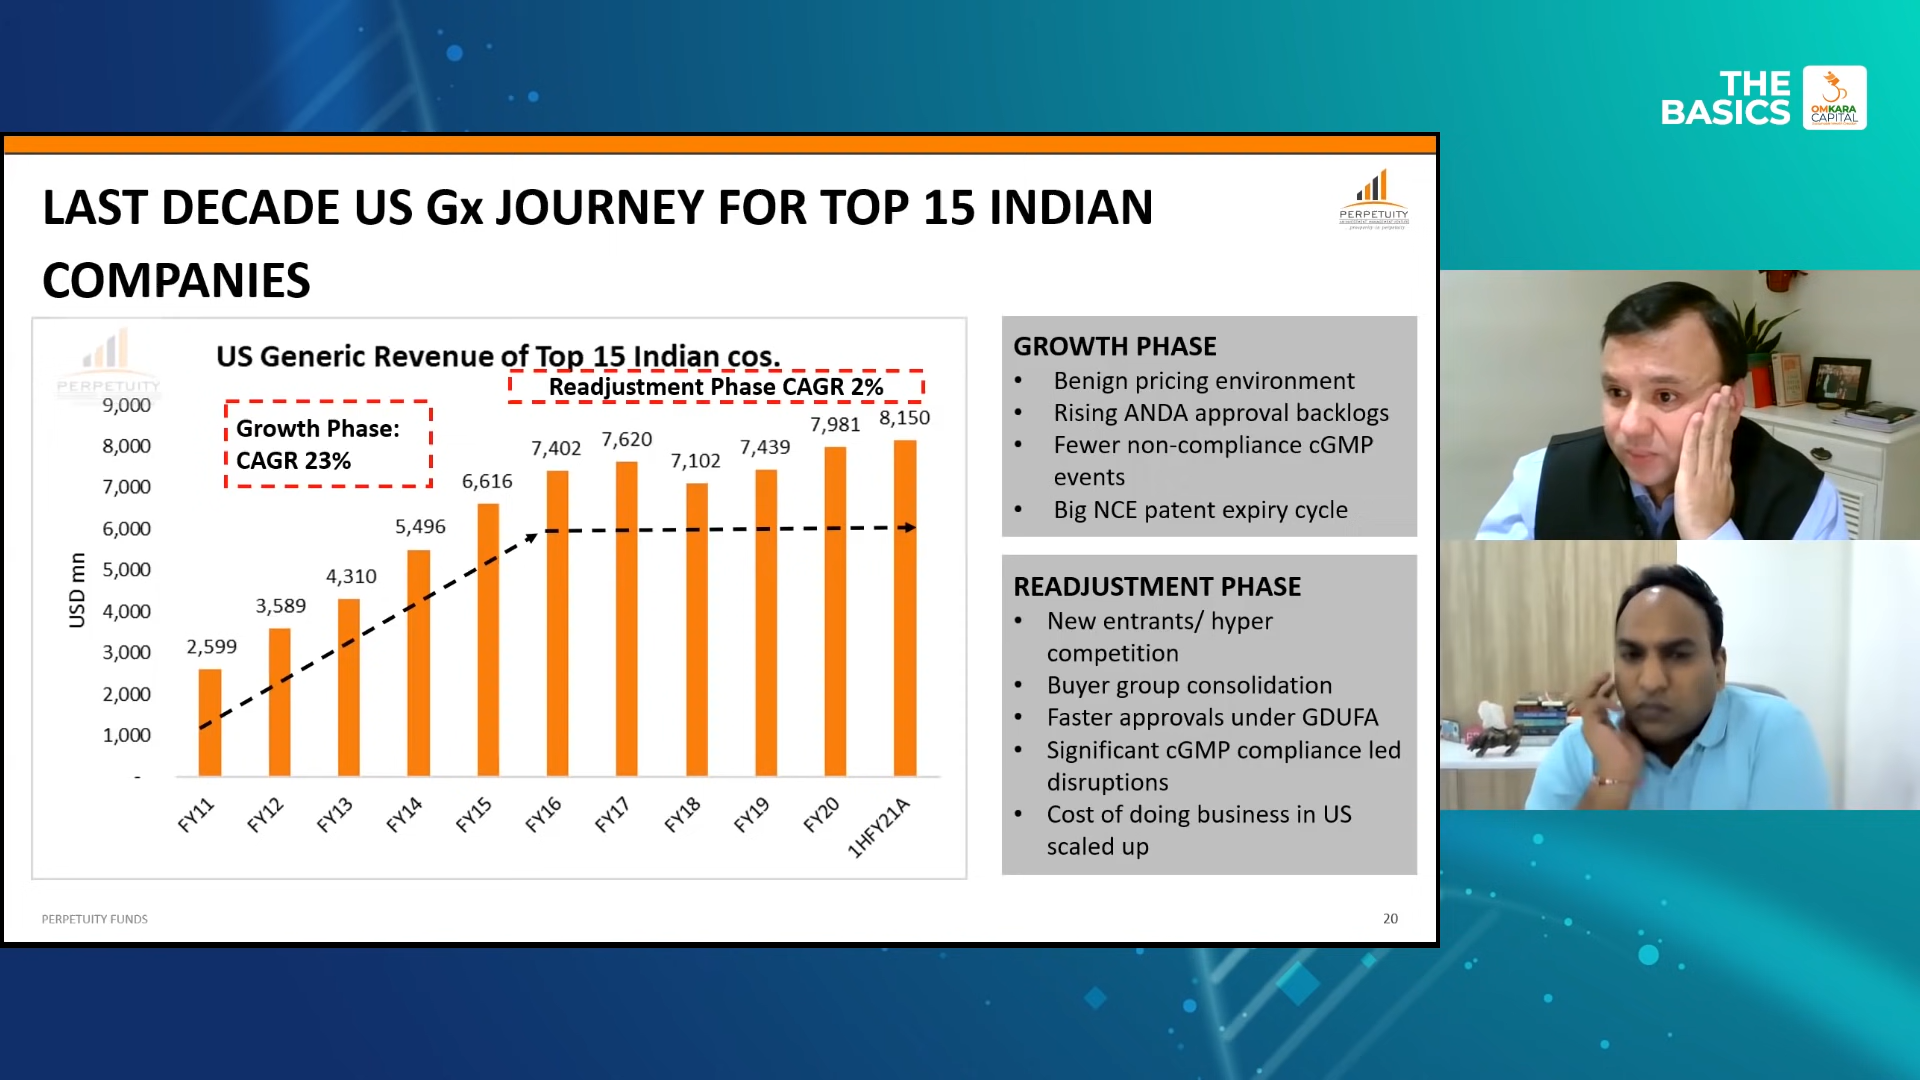 THE
BASICS
OMKARA
CAPITAL
LAST DECADE US Gx JOURNEY FOR TOP 15 INDIAN
COMPANIES
PERPETUITY
US Generic Revenue of Top 15 Indian cos.
PERPETUITY
Readjustment Phase CAGR 2%
Growth Phase:
CAGR 23%
USD mn
9,000
8,000
7,000
6,000
5,000
4,000
3,000
2,000
1,000
-
2,599
3,589
4,310
5,496
6,616
7,402
7,620
7,102
7,439
7,981
8,150
FY11
FY12
FY13
FY14
FY15
FY16
FY17
FY18
FY19
FY20
1HFY21A
GROWTH PHASE
• Benign pricing environment
• Rising ANDA approval backlogs
• Fewer non-compliance cGMP
events
• Big NCE patent expiry cycle
READJUSTMENT PHASE
• New entrants/ hyper
competition
• Buyer group consolidation
• Faster approvals under GDUFA
• Significant cGMP compliance led
disruptions
• Cost of doing business in US
scaled up
PERPETUITY FUNDS
20